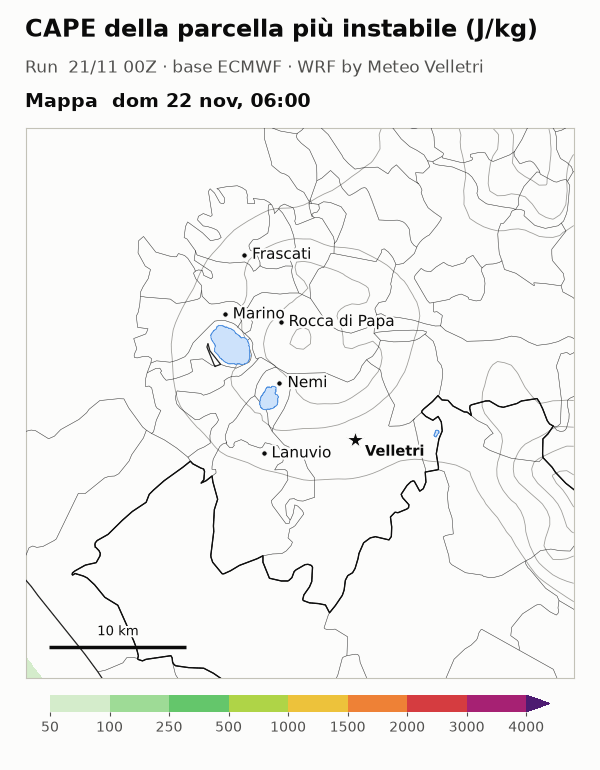 CAPE della parcella più instabile (J/kg)
Run  21/11 00Z · base ECMWF · WRF by Meteo Velletri
Mappa  dom 22 nov, 06:00
Frascati
Marino
Rocca di Papa
Nemi
Lanuvio
Velletri
10 km
50 100 250 500 1000 1500 2000 3000 4000